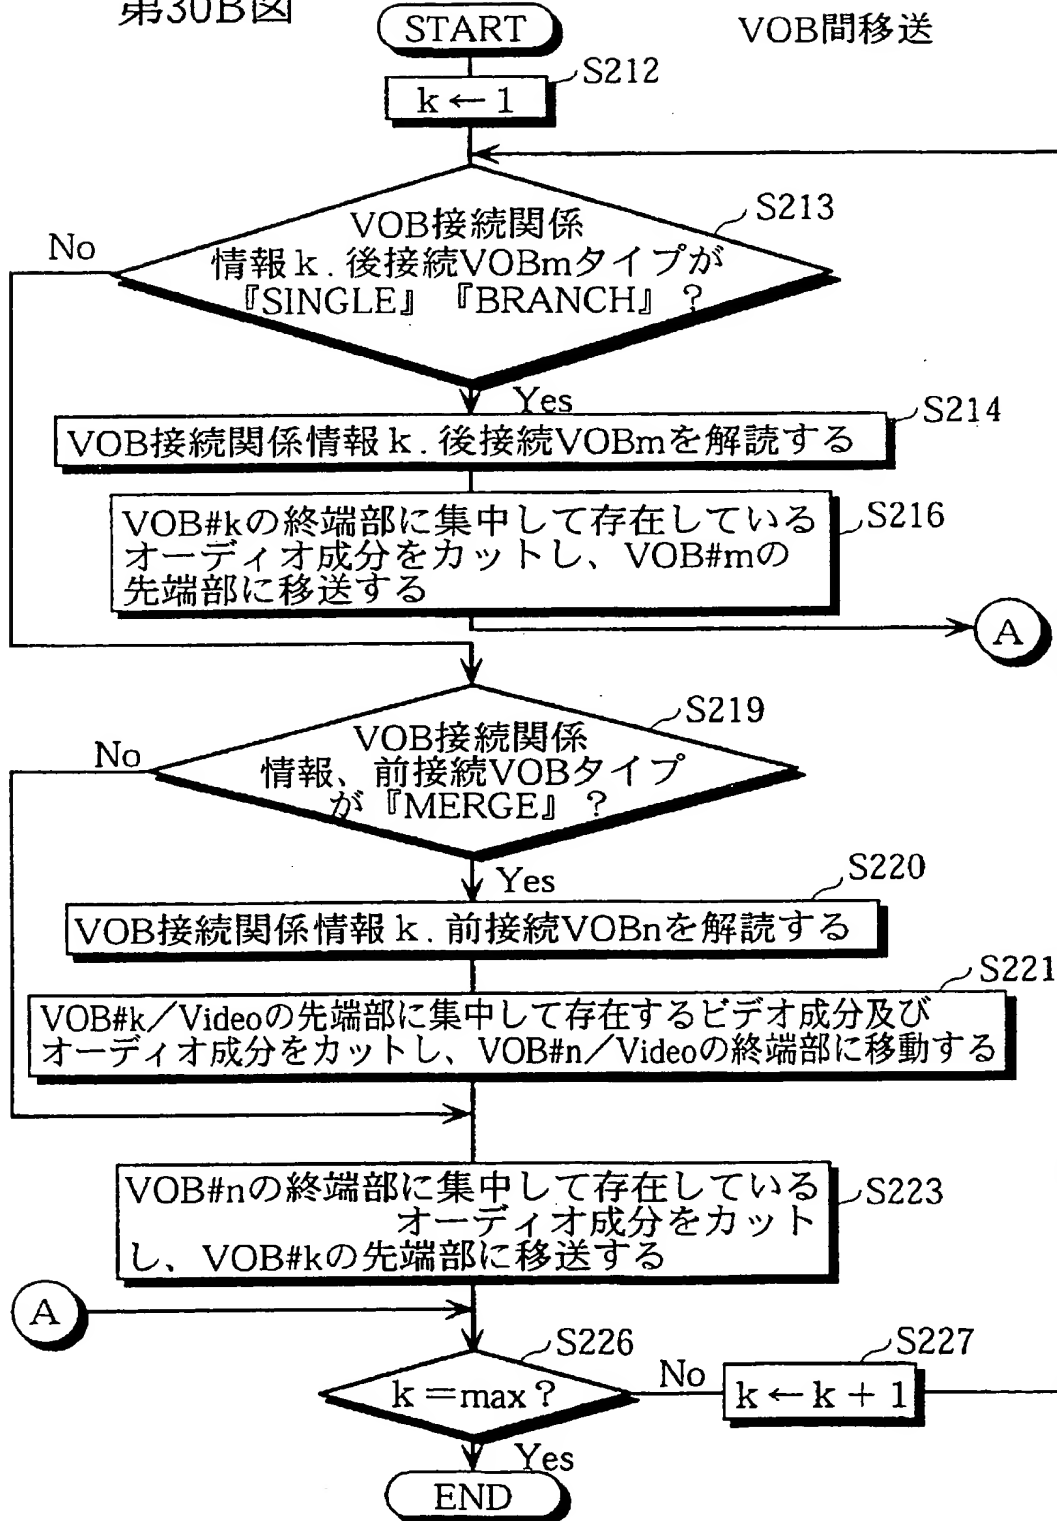 第30B図
VOB間移送
START
S212
k←1
S213
VOB接続関係
情報k.後接続VOBmタイプが
『SINGLE』『BRANCH』?
No
Yes
S214
VOB接続関係情報k.後接続VOBmを解読する
S216
VOB#kの終端部に集中して存在している
オーディオ成分をカットし、VOB#mの
先端部に移送する
A
S219
VOB接続関係
情報、前接続VOBタイプ
が『MERGE』?
No
Yes
S220
VOB接続関係情報k.前接続VOBnを解読する
S221
VOB#k/Videoの先端部に集中して存在するビデオ成分及び
オーディオ成分をカットし、VOB#n/Videoの終端部に移動する
S223
VOB#nの終端部に集中して存在している
オーディオ成分をカット
し、VOB#kの先端部に移送する
A
S226
k=max?
No
S227
k←k+1
Yes
END